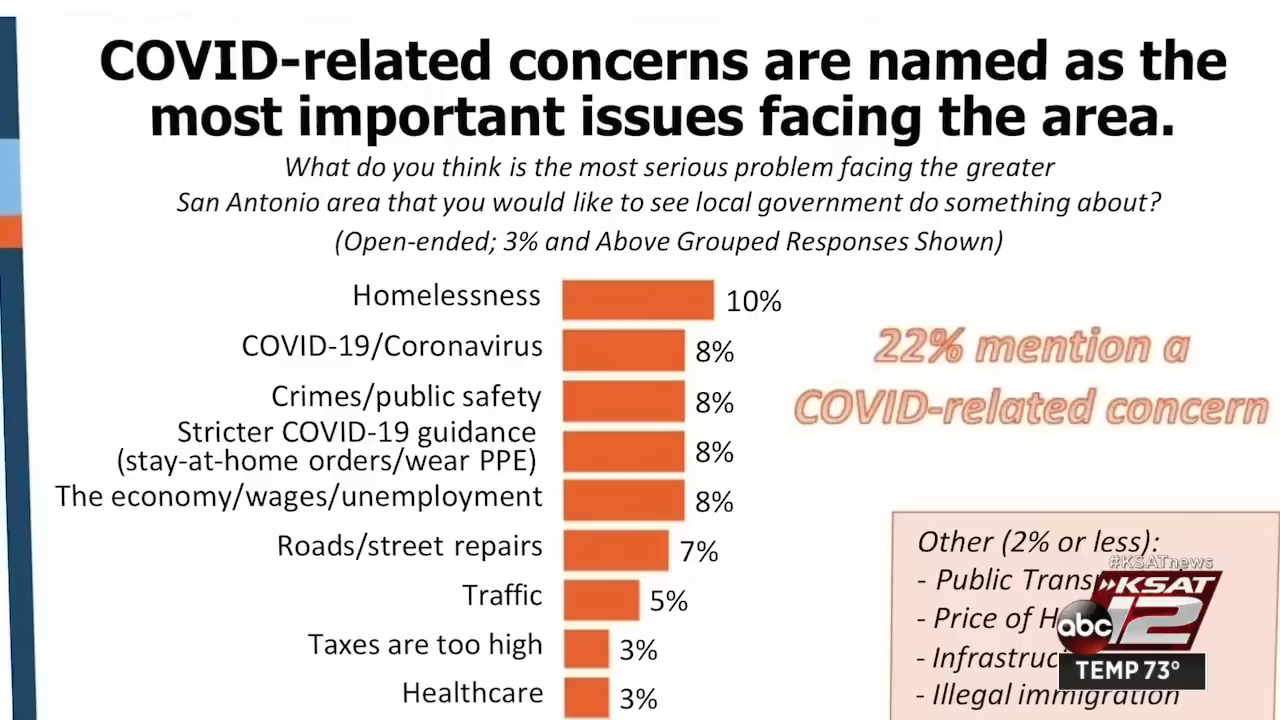 COVID-related concerns are named as the
most important issues facing the area.
What do you think is the most serious problem facing the greater
San Antonio area that you would like to see local government do something about?
(Open-ended; 3% and Above Grouped Responses Shown)
Homelessness 10%
COVID-19/Coronavirus 8%
Crimes/public safety 8%
Stricter COVID-19 guidance
(stay-at-home orders/wear PPE) 8%
The economy/wages/unemployment 8%
Roads/street repairs 7%
Traffic 5%
Taxes are too high 3%
Healthcare 3%
22% mention a
COVID-related concern
Other (2% or less):
- Public
- Price of
-
- Illegal immigration
#KSATnews
KSAT
abc 12
TEMP 73°